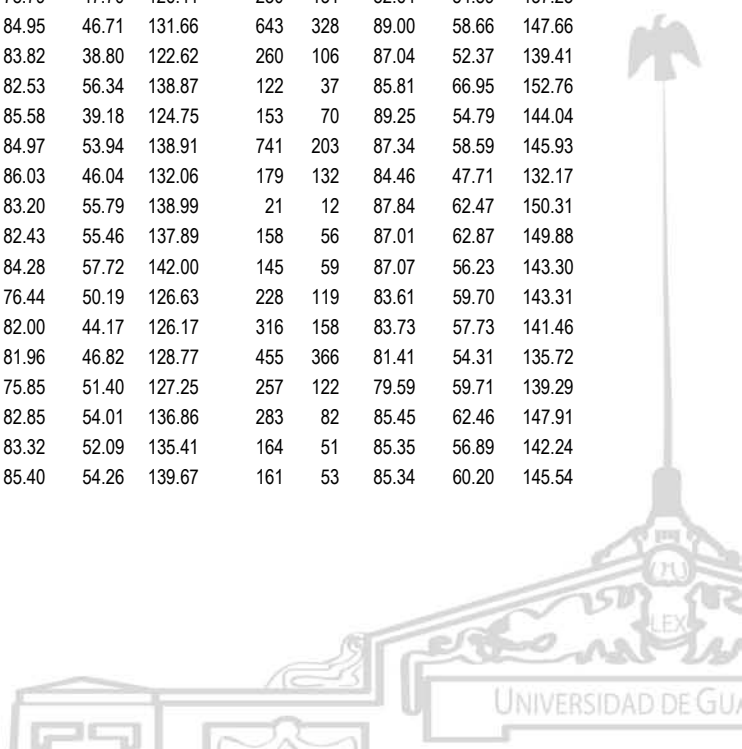 84.95 46.71 131.66 643 328 89.00 58.66 147.66
83.82 38.80 122.62 260 106 87.04 52.37 139.41
82.53 56.34 138.87 122 37 85.81 66.95 152.76
85.58 39.18 124.75 153 70 89.25 54.79 144.04
84.97 53.94 138.91 741 203 87.34 58.59 145.93
86.03 46.04 132.06 179 132 84.46 47.71 132.17
83.20 55.79 138.99 21 12 87.84 62.47 150.31
82.43 55.46 137.89 158 56 87.01 62.87 149.88
84.28 57.72 142.00 145 59 87.07 56.23 143.30
76.44 50.19 126.63 228 119 83.61 59.70 143.31
82.00 44.17 126.17 316 158 83.73 57.73 141.46
81.96 46.82 128.77 455 366 81.41 54.31 135.72
75.85 51.40 127.25 257 122 79.59 59.71 139.29
82.85 54.01 136.86 283 82 85.45 62.46 147.91
83.32 52.09 135.41 164 51 85.35 56.89 142.24
85.40 54.26 139.67 161 53 85.34 60.20 145.54
LEX
UNIVERSIDAD DE GUA